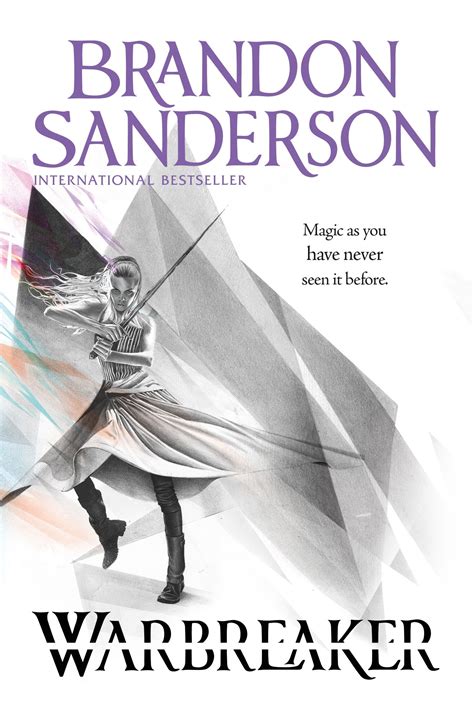 BRANDON
SANDERSON
INTERNATIONAL BESTSELLER
Magic as you
have never
seen it before.
WARBREAKER